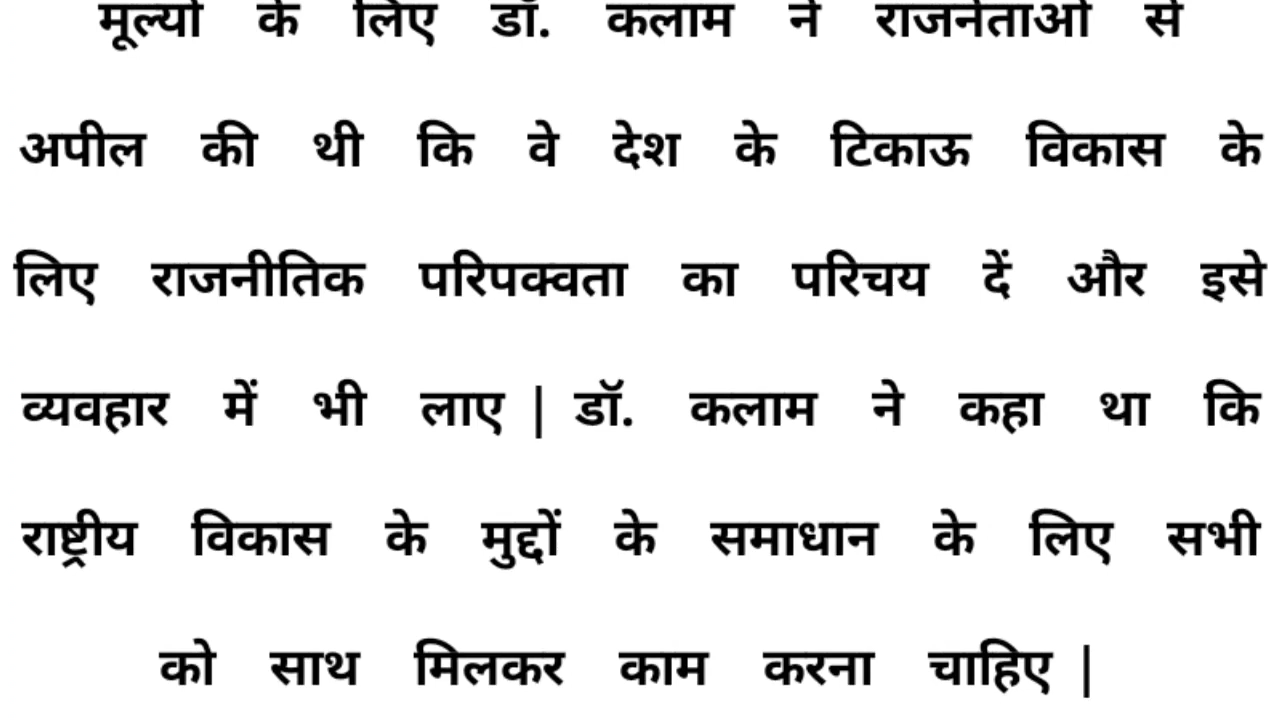 मूल्यों के लिए डॉ. कलाम ने राजनेताओं से
अपील की थी कि वे देश के टिकाऊ विकास के
लिए राजनीतिक परिपक्वता का परिचय दें और इसे
व्यवहार में भी लाए | डॉ. कलाम ने कहा था कि
राष्ट्रीय विकास के मुद्दों के समाधान के लिए सभी
को साथ मिलकर काम करना चाहिए |